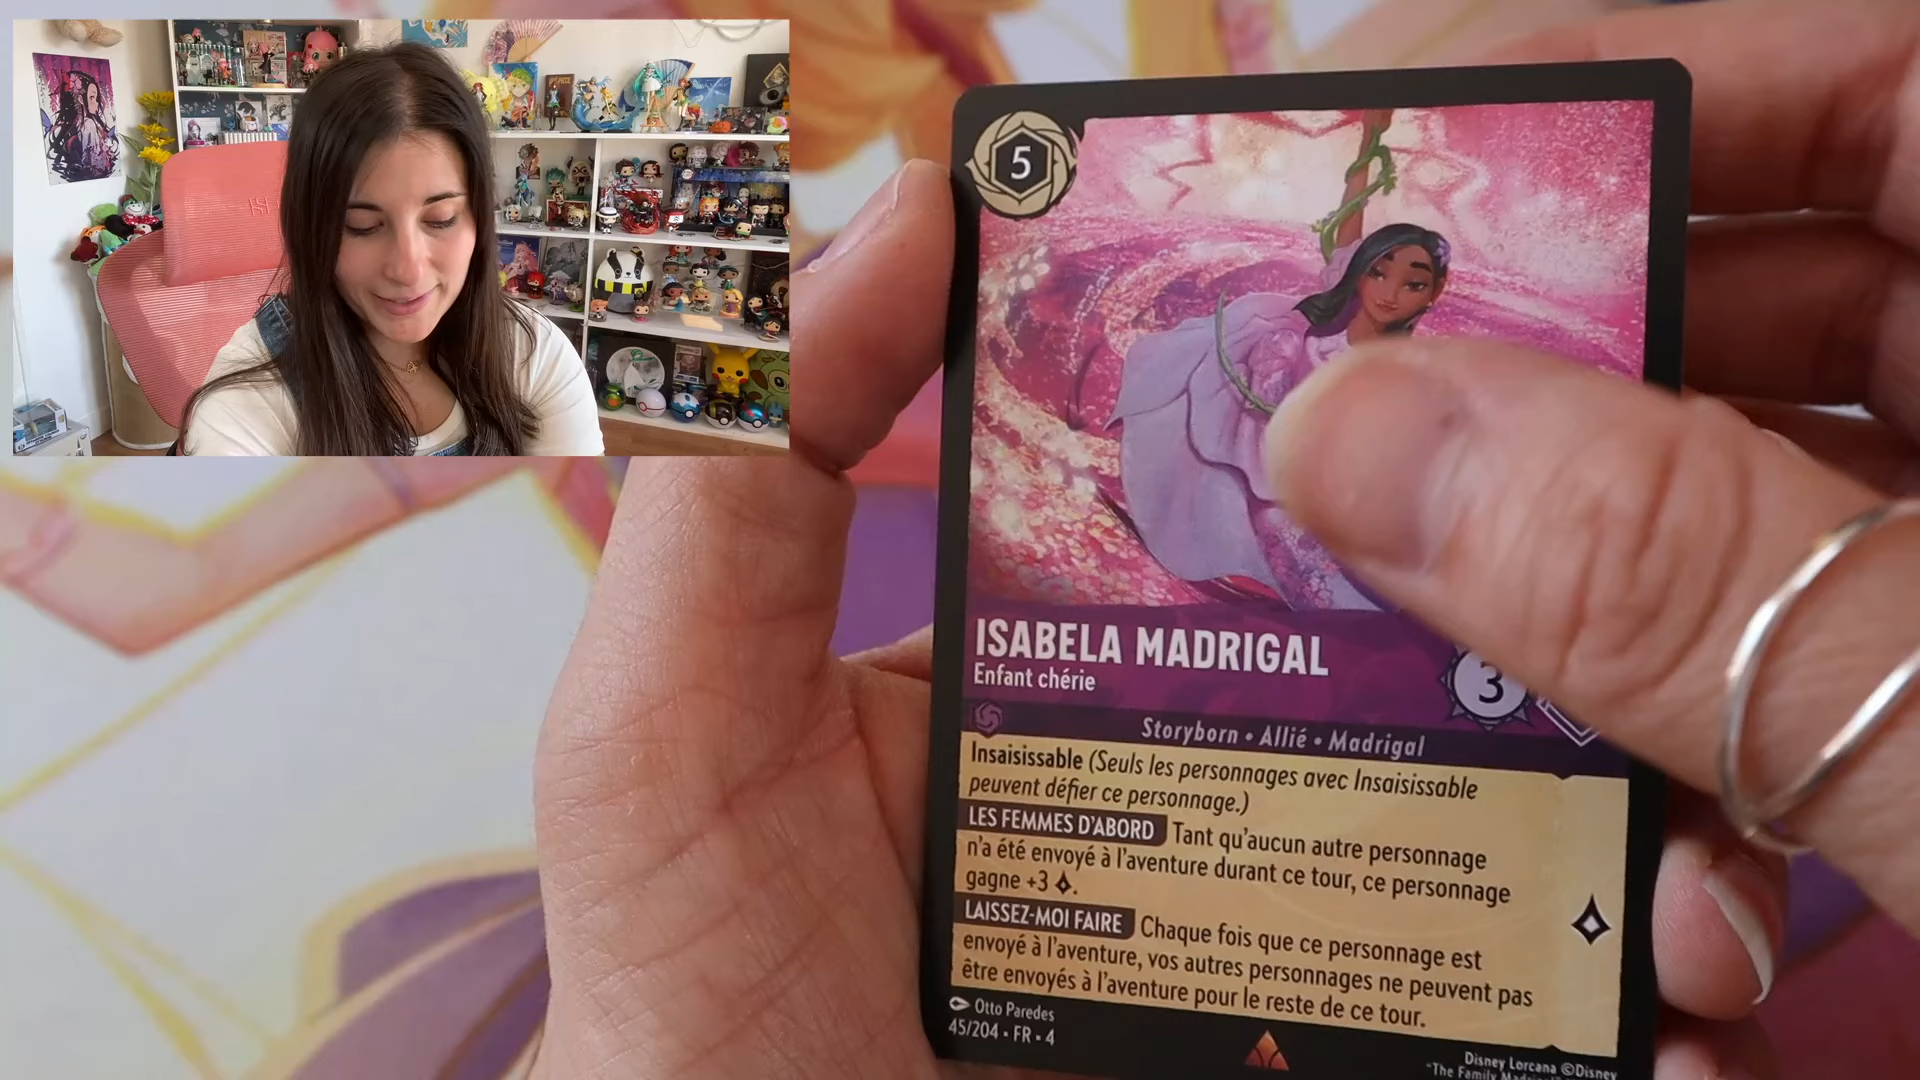 5
ISABELA MADRIGAL
Enfant chérie
3
Storyborn • Allié • Madrigal
Insaisissable (Seuls les personnages avec Insaisissable
peuvent défier ce personnage.)
LES FEMMES D'ABORD Tant qu'aucun autre personnage
n'a été envoyé à l'aventure durant ce tour, ce personnage
gagne +3 .
LAISSEZ-MOI FAIRE Chaque fois que ce personnage est
envoyé à l'aventure, vos autres personnages ne peuvent pas
être envoyés à l'aventure pour le reste de ce tour.
Otto Paredes
45/204 • FR • 4
Disney Lorcana ©Disney
"The Family